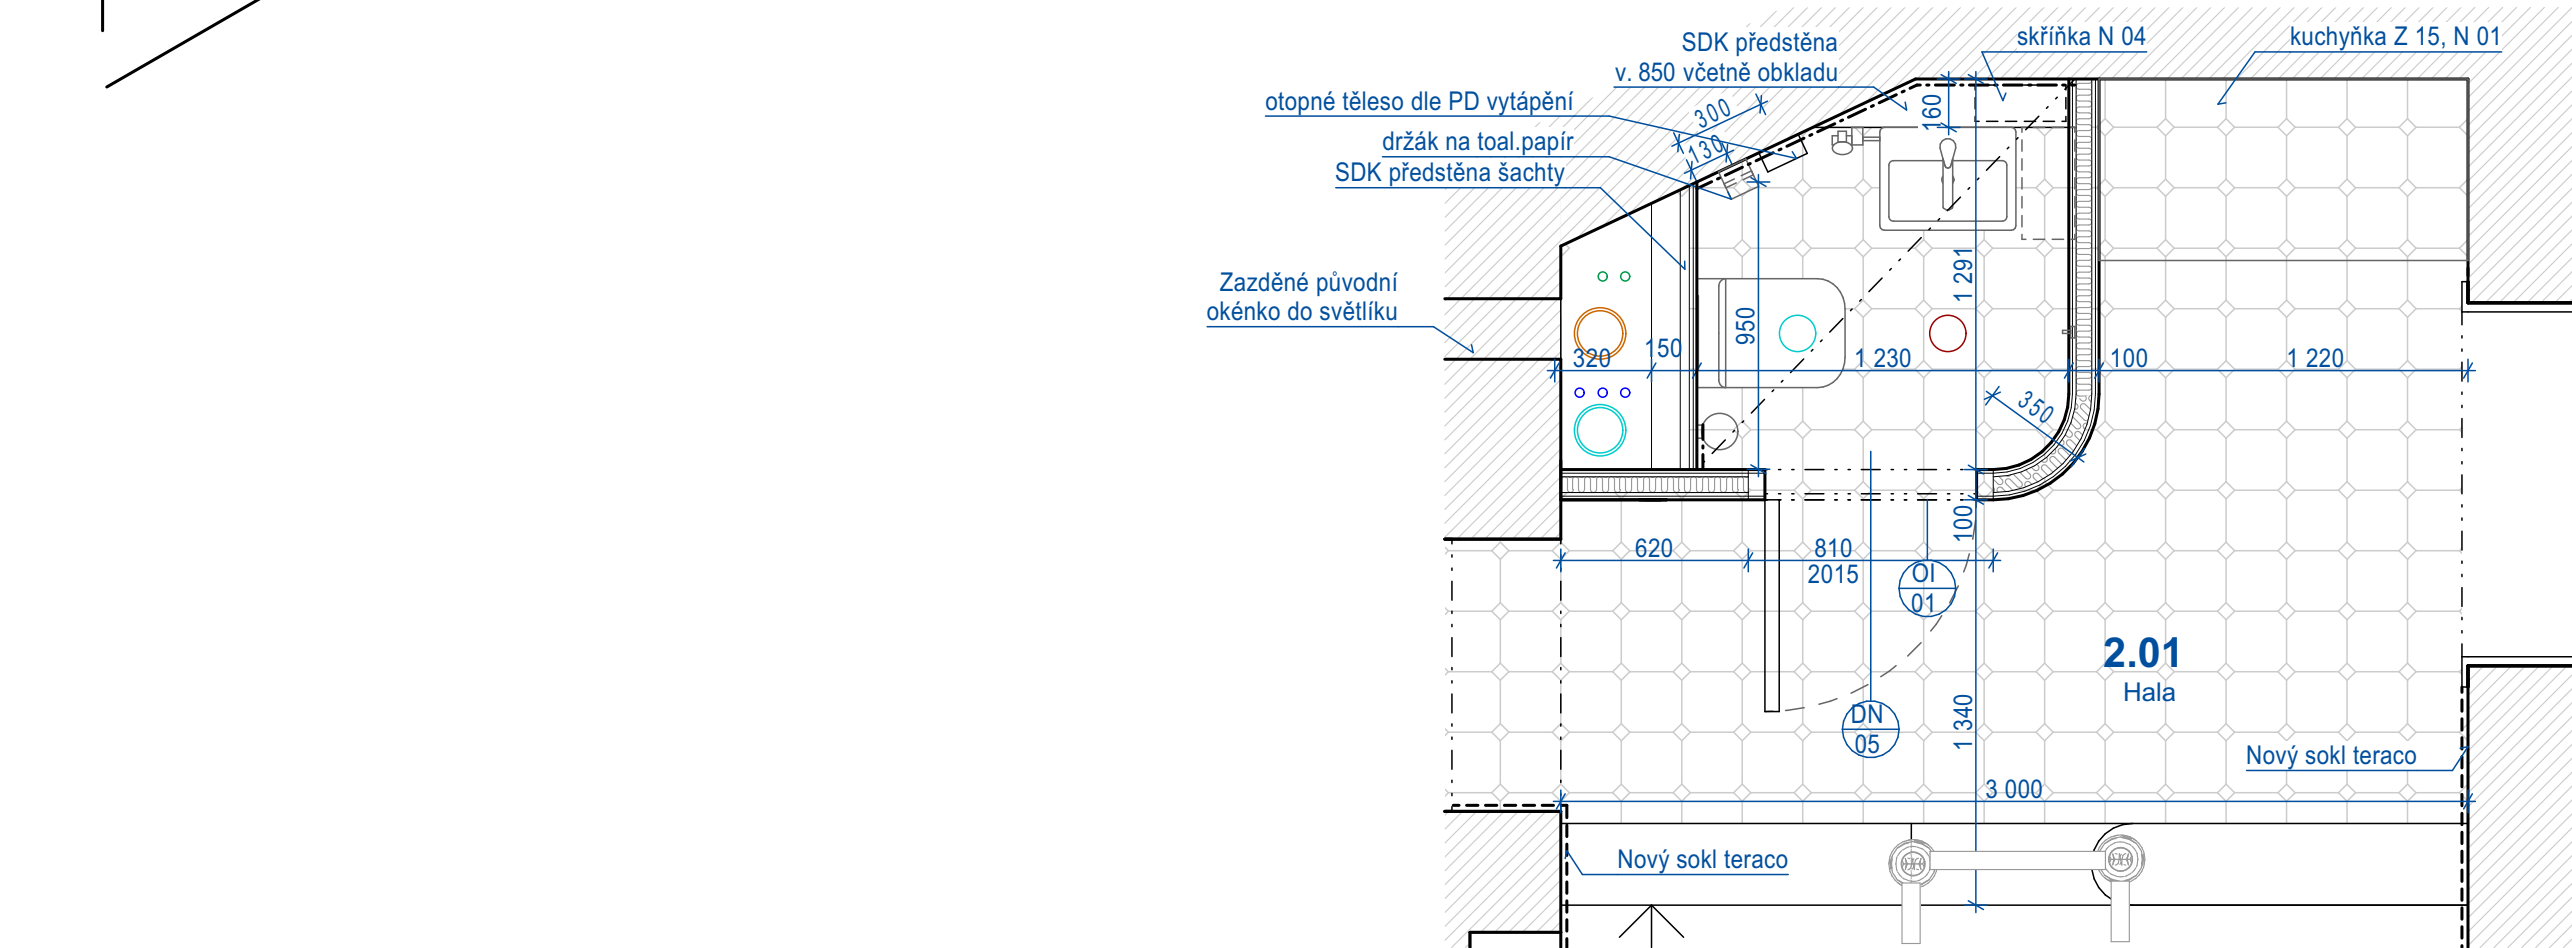 SDK předstěna
v. 850 včetně obkladu
skříňka N 04
kuchyňka Z 15, N 01
otopné těleso dle PD vytápění
držák na toal.papír
SDK předstěna šachty
300
130
160
Zazděné původní
okénko do světlíku
1 291
950
320
150
1 230
100
1 220
350
100
620
810
2015
OI
01
2.01
Hala
DN
05
1 340
Nový sokl teraco
3 000
Nový sokl teraco